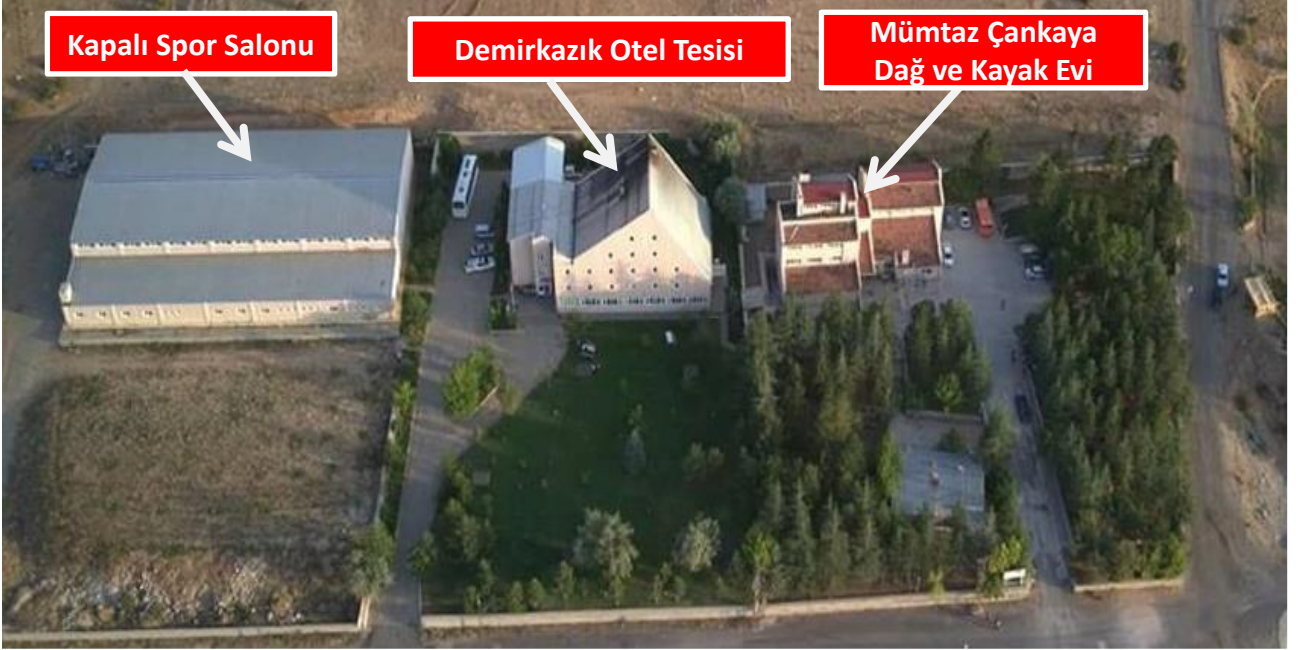 Kapalı Spor Salonu
Demirkazık Otel Tesisi
Mümtaz Çankaya
Dağ ve Kayak Evi